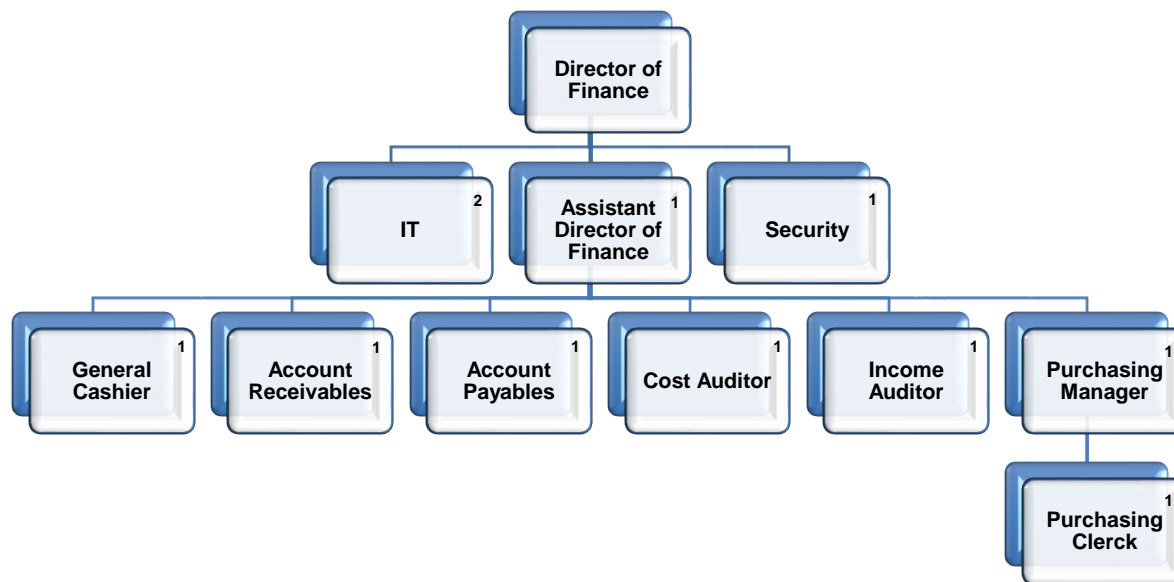 Director of
Finance
IT
2
Assistant
Director of
Finance
1
Security
1
General
Cashier
1
Account
Receivables
1
Account
Payables
1
Cost Auditor
1
Income
Auditor
1
Purchasing
Manager
1
Purchasing
Clerck
1